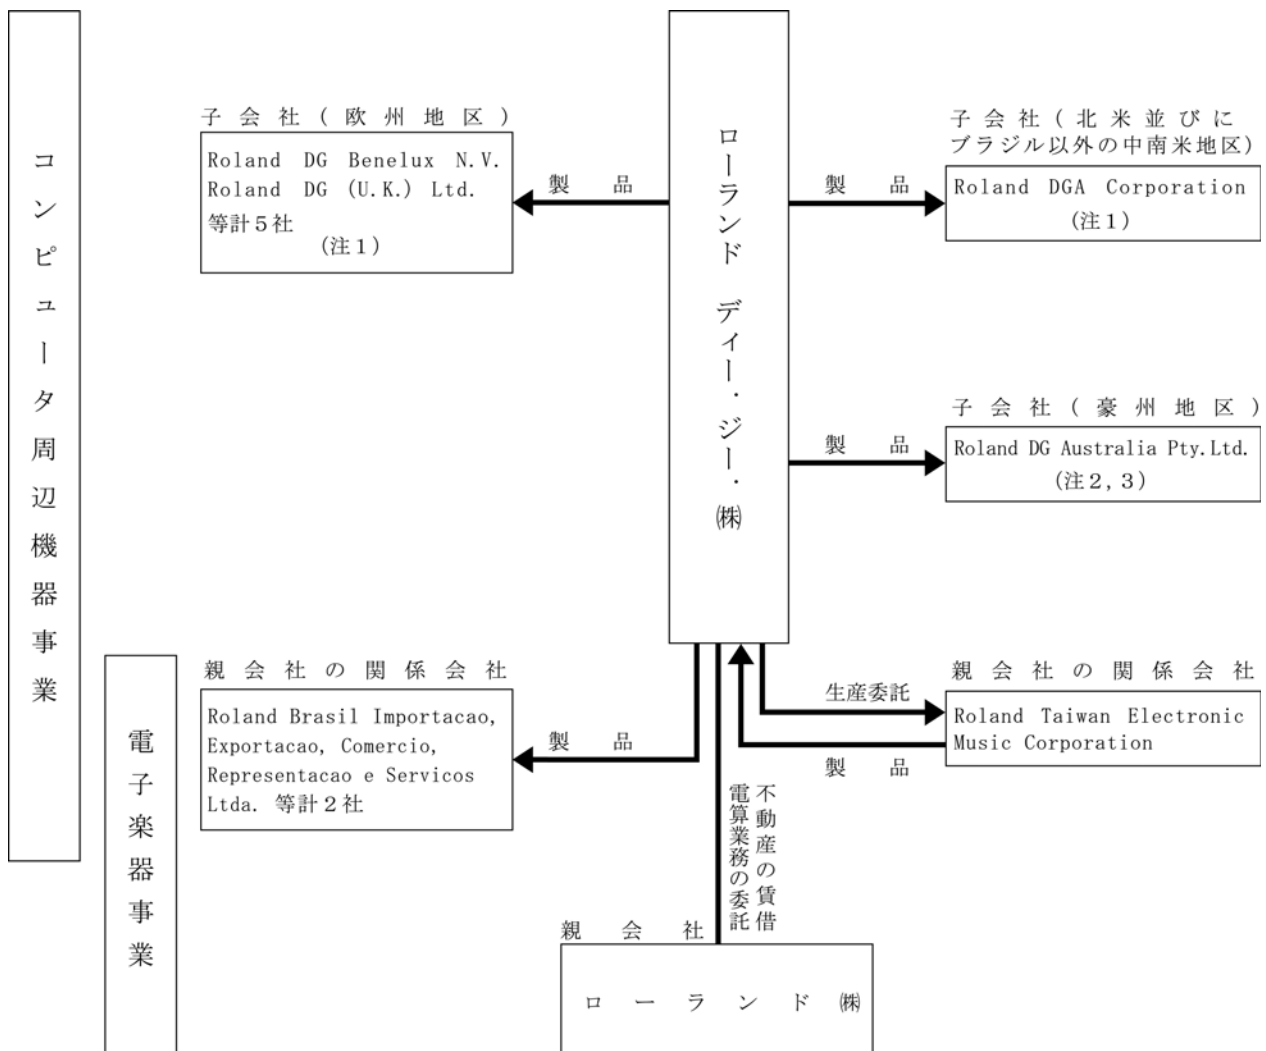 コンピュータ周辺機器事業
電子楽器事業
子会社(欧州地区)
Roland DG Benelux N.V.
Roland DG (U.K.) Ltd.
等計5社
(注1)
製品
ローランド ディー.ジー.㈱
製品
子会社(北米並びに
ブラジル以外の中南米地区)
Roland DGA Corporation
(注1)
製品
子会社(豪州地区)
Roland DG Australia Pty.Ltd.
(注2,3)
親会社の関係会社
Roland Brasil Importacao,
Exportacao, Comercio,
Representacao e Servicos
Ltda. 等計2社
製品
生産委託
製品
親会社の関係会社
Roland Taiwan Electronic
Music Corporation
不動産の賃借
電算業務の委託
親会社
ローランド㈱